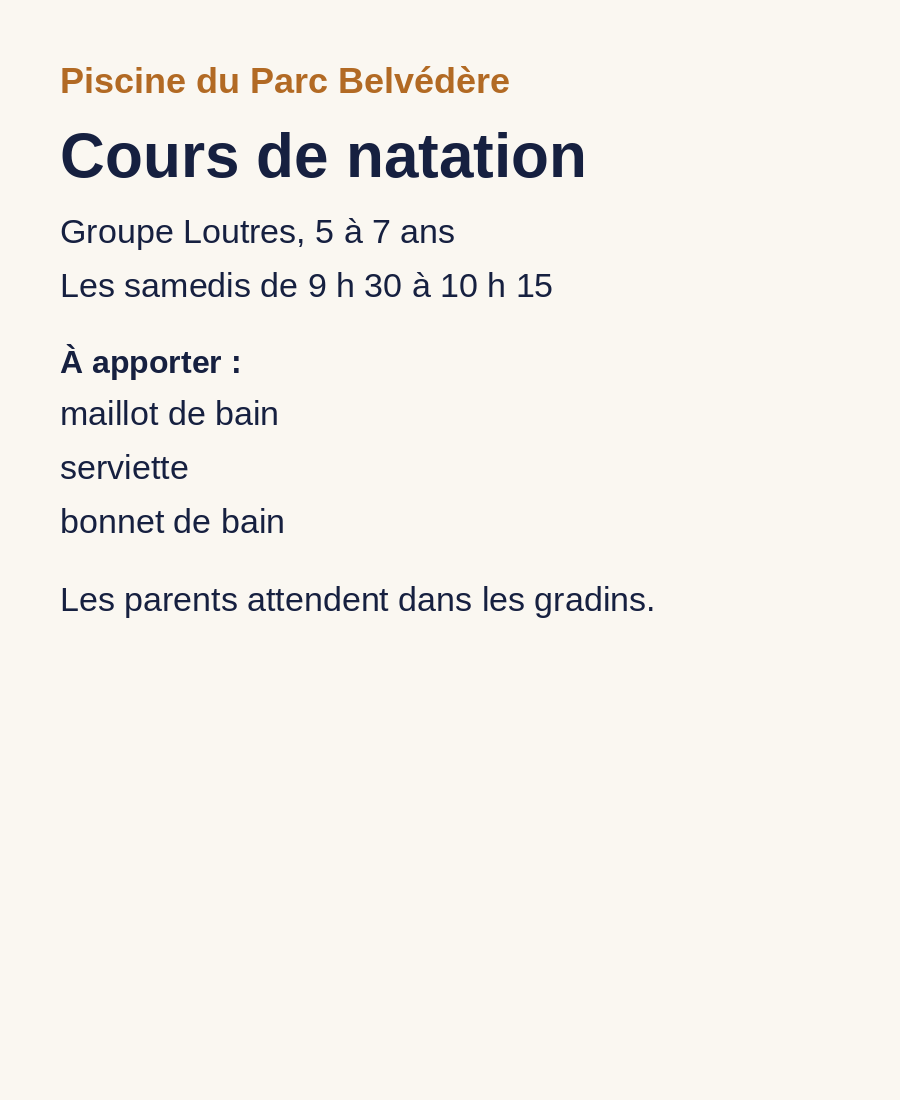 Piscine du Parc Belvédère
Cours de natation
Groupe Loutres, 5 à 7 ans
Les samedis de 9 h 30 à 10 h 15
À apporter :
maillot de bain
serviette
bonnet de bain
Les parents attendent dans les gradins.